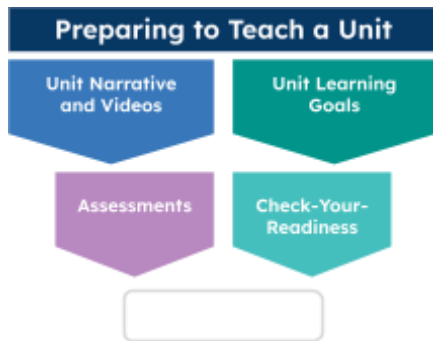 Preparing to Teach a Unit
Unit Narrative
and Videos
Unit Learning
Goals
Assessments
Check-Your-
Readiness